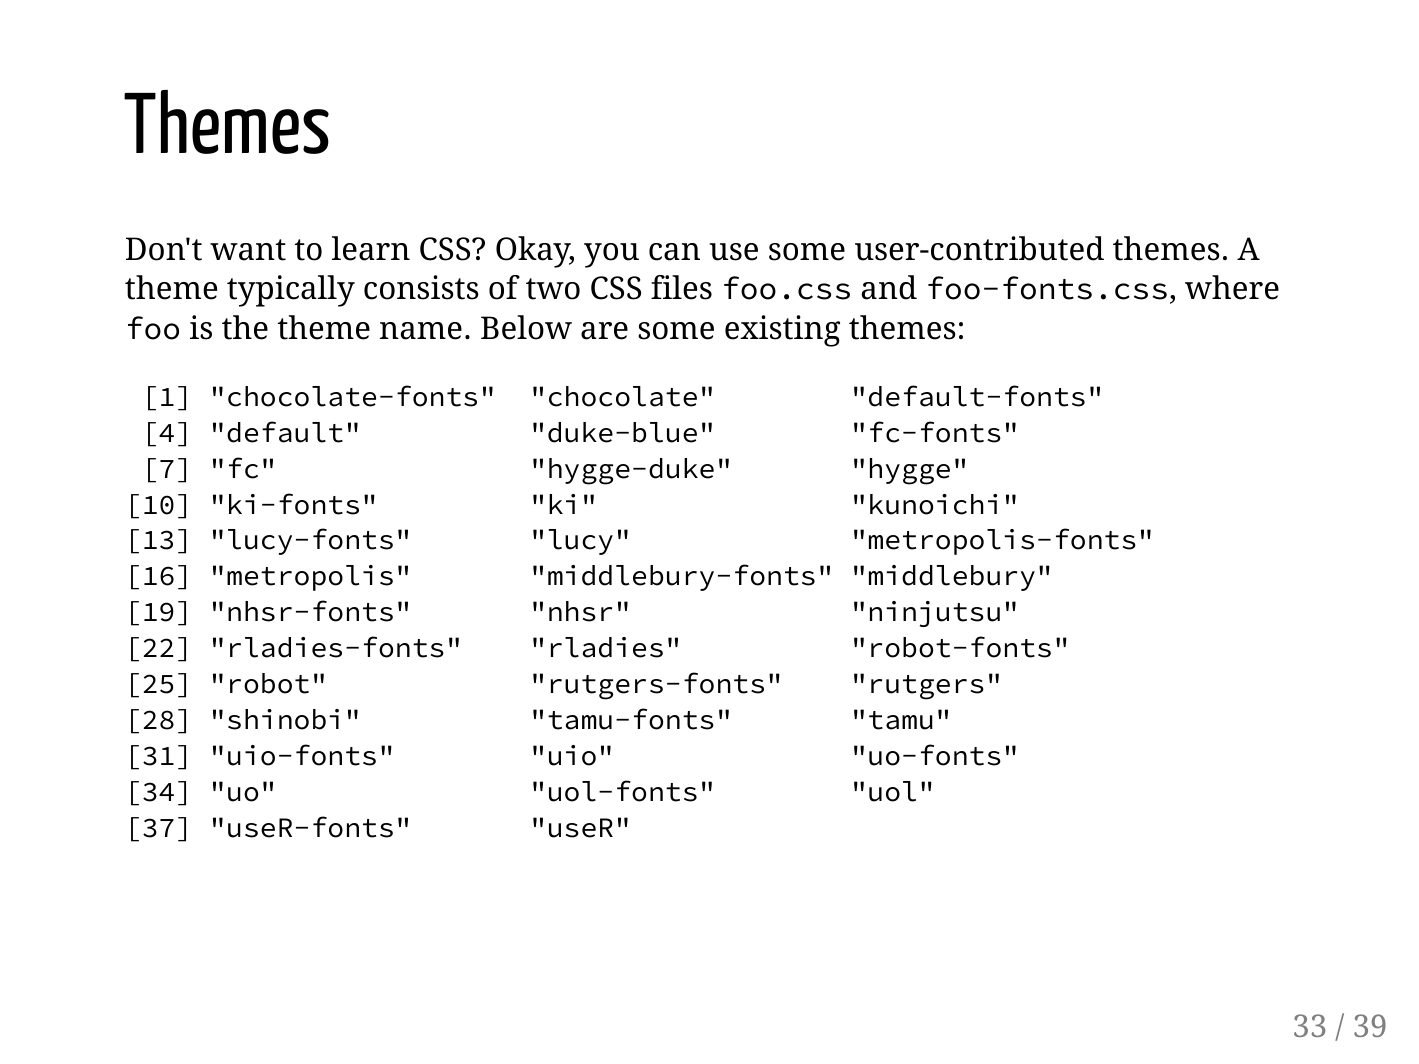 Themes
Don't want to learn CSS? Okay, you can use some user-contributed themes. A
theme typically consists of two CSS files foo.css and foo-fonts.css, where
foo is the theme name. Below are some existing themes:
 [1] "chocolate-fonts"  "chocolate"        "default-fonts"
 [4] "default"          "duke-blue"        "fc-fonts"
 [7] "fc"               "hygge-duke"       "hygge"
[10] "ki-fonts"         "ki"               "kunoichi"
[13] "lucy-fonts"       "lucy"             "metropolis-fonts"
[16] "metropolis"       "middlebury-fonts" "middlebury"
[19] "nhsr-fonts"       "nhsr"             "ninjutsu"
[22] "rladies-fonts"    "rladies"          "robot-fonts"
[25] "robot"            "rutgers-fonts"    "rutgers"
[28] "shinobi"          "tamu-fonts"       "tamu"
[31] "uio-fonts"        "uio"              "uo-fonts"
[34] "uo"               "uol-fonts"        "uol"
[37] "useR-fonts"       "useR"
33 / 39